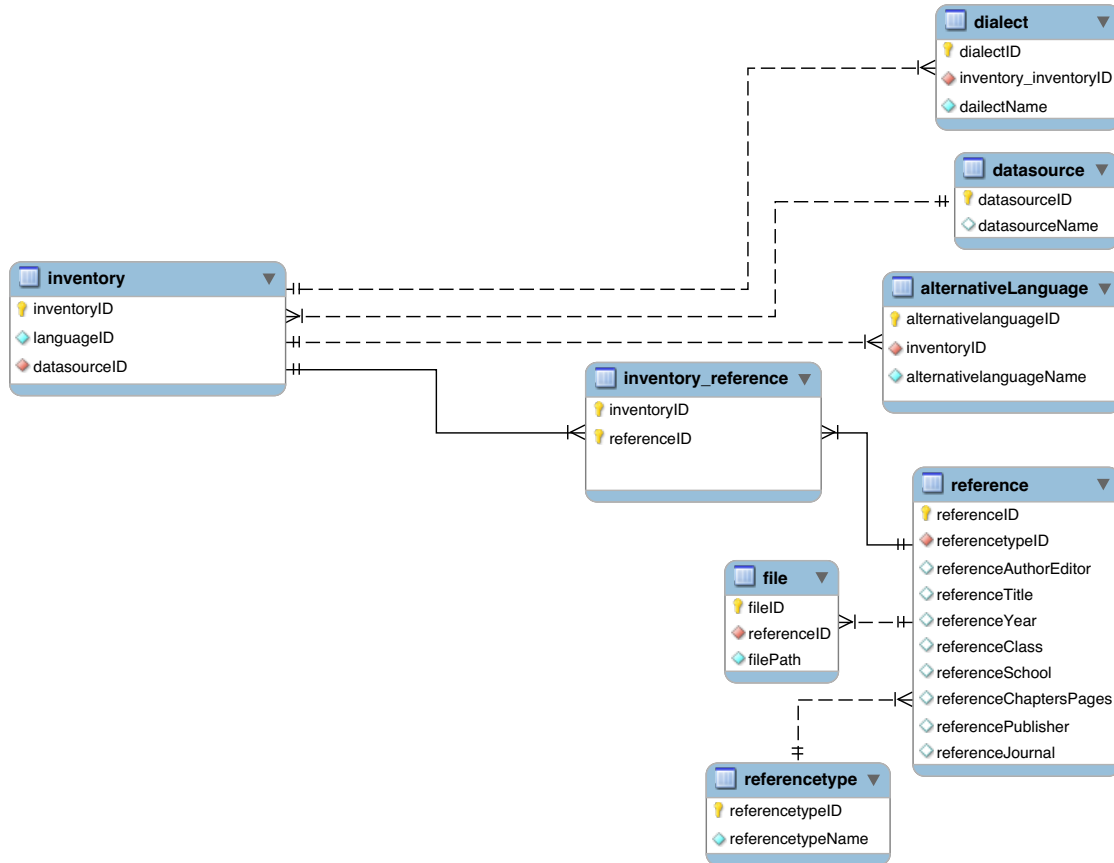 dialect
dialectID
inventory_inventoryID
dailectName
datasource
datasourceID
datasourceName
inventory
inventoryID
languageID
datasourceID
alternativeLanguage
alternativelanguageID
inventoryID
alternativelanguageName
inventory_reference
inventoryID
referenceID
reference
referenceID
referencetypeID
referenceAuthorEditor
referenceTitle
referenceYear
referenceClass
referenceSchool
referenceChaptersPages
referencePublisher
referenceJournal
file
fileID
referenceID
filePath
referencetype
referencetypeID
referencetypeName